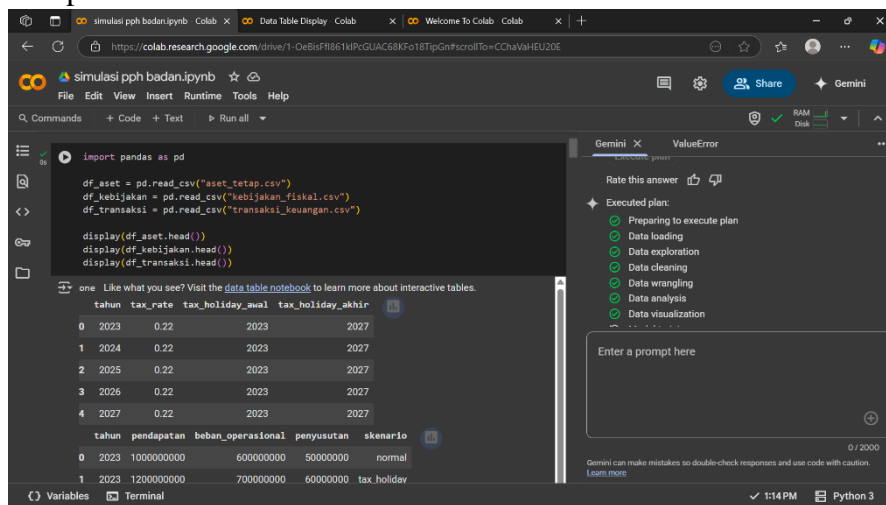 simulasi pph badan.ipynb Colab
Data Table Display Colab
Welcome To Colab Colab
https://colab.research.google.com/drive/1-OeBisFfI861klPcGUAC68KFo18TipGn#scrollTo=CChaVaHEU20E
simulasi pph badan.ipynb
File Edit View Insert Runtime Tools Help
Share
Gemini
Commands + Code + Text Run all
RAM
Disk
0s
import pandas as pd
df_aset = pd.read_csv("aset_tetap.csv")
df_kebijakan = pd.read_csv("kebijakan_fiskal.csv")
df_transaksi = pd.read_csv("transaksi_keuangan.csv")
display(df_aset.head())
display(df_kebijakan.head())
display(df_transaksi.head())
one Like what you see? Visit the data table notebook to learn more about interactive tables.
tahun tax_rate tax_holiday_awal tax_holiday_akhir
0 2023 0.22 2023 2027
1 2024 0.22 2023 2027
2 2025 0.22 2023 2027
3 2026 0.22 2023 2027
4 2027 0.22 2023 2027
tahun pendapatan beban_operasional penyusutan skenario
0 2023 1000000000 600000000 50000000 normal
1 2023 1200000000 700000000 60000000 tax_holiday
Gemini
ValueError
Execute plan
Rate this answer
Executed plan:
Preparing to execute plan
Data loading
Data exploration
Data cleaning
Data wrangling
Data analysis
Data visualization
Enter a prompt here
0 / 2000
Gemini can make mistakes so double-check responses and use code with caution.
Learn more
Variables
Terminal
1:14 PM
Python 3